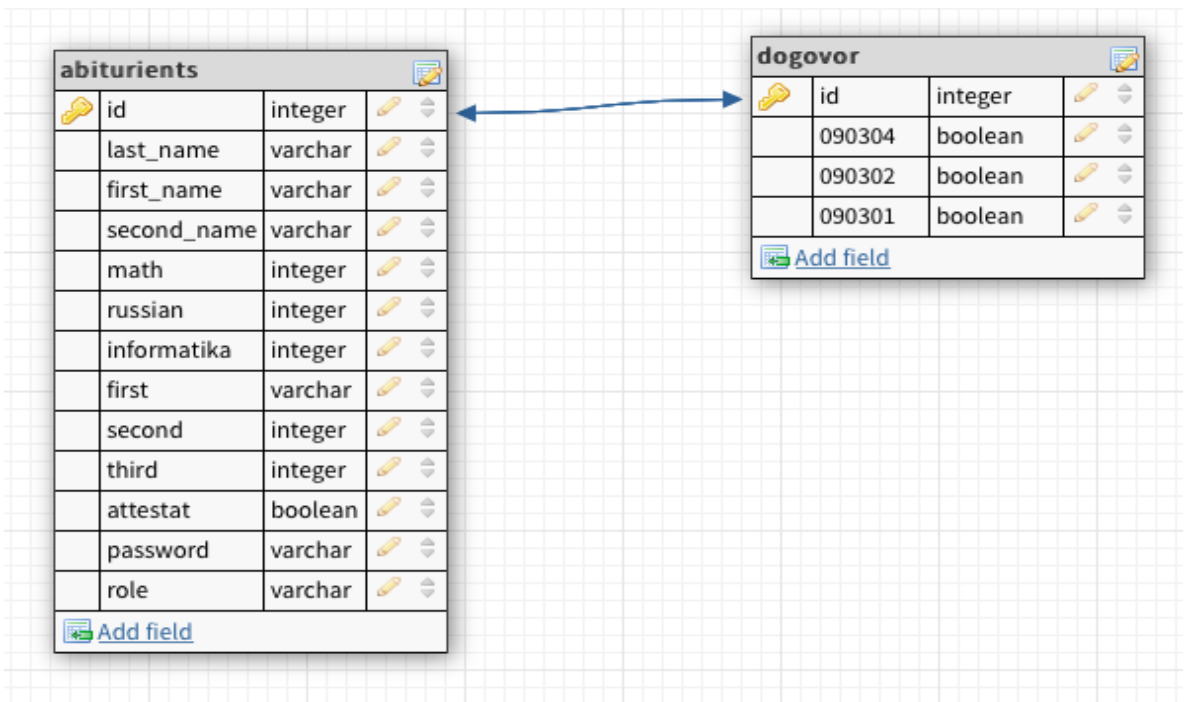 abiturients
id integer
last_name varchar
first_name varchar
second_name varchar
math integer
russian integer
informatika integer
first varchar
second integer
third integer
attestat boolean
password varchar
role varchar
Add field
dogovor
id integer
090304 boolean
090302 boolean
090301 boolean
Add field